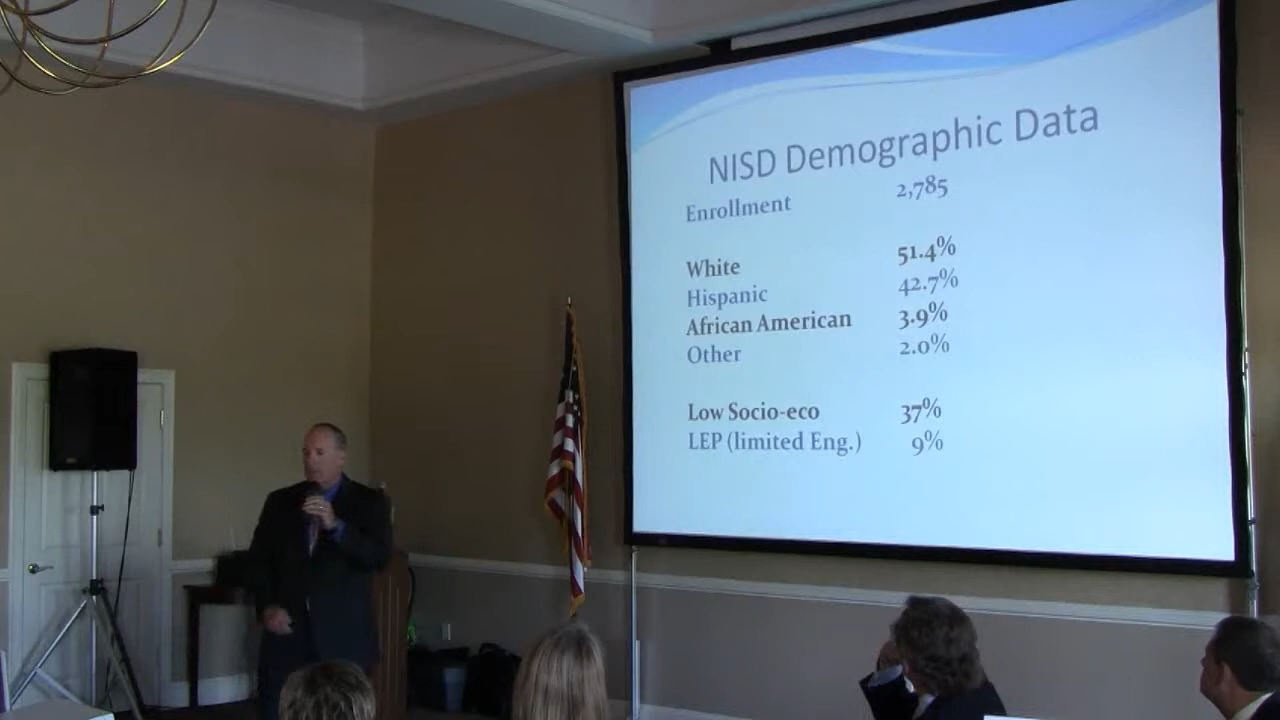 NISD Demographic Data
Enrollment 2,785
White 51.4%
Hispanic 42.7%
African American 3.9%
Other 2.0%
Low Socio-eco 37%
LEP (limited Eng.) 9%